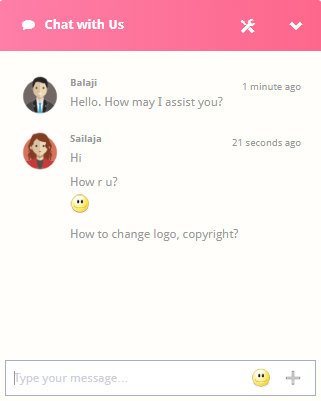 Chat with Us
Balaji
1 minute ago
Hello. How may I assist you?
Sailaja
21 seconds ago
Hi
How r u?
How to change logo, copyright?
Type your message...